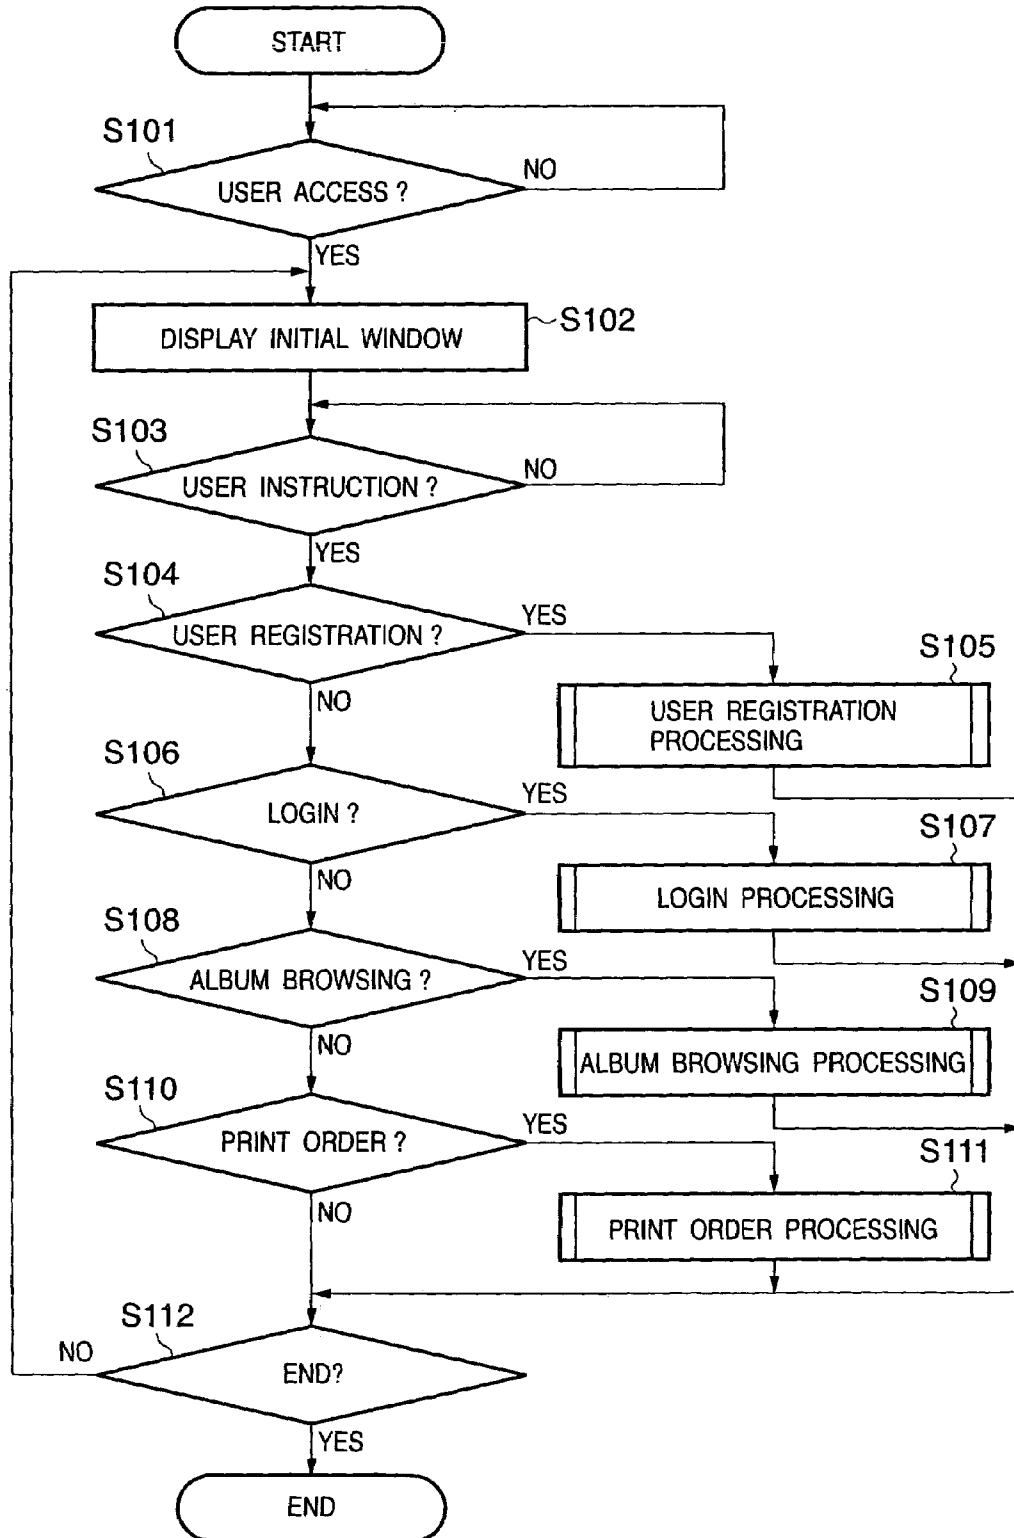 START
S101
USER ACCESS ?
NO
YES
DISPLAY INITIAL WINDOW
S102
S103
USER INSTRUCTION ?
NO
YES
S104
USER REGISTRATION ?
YES
NO
S105
USER REGISTRATION
PROCESSING
S106
LOGIN ?
YES
NO
S107
LOGIN PROCESSING
S108
ALBUM BROWSING ?
YES
NO
S109
ALBUM BROWSING PROCESSING
S110
PRINT ORDER ?
YES
NO
S111
PRINT ORDER PROCESSING
S112
NO
END?
YES
END